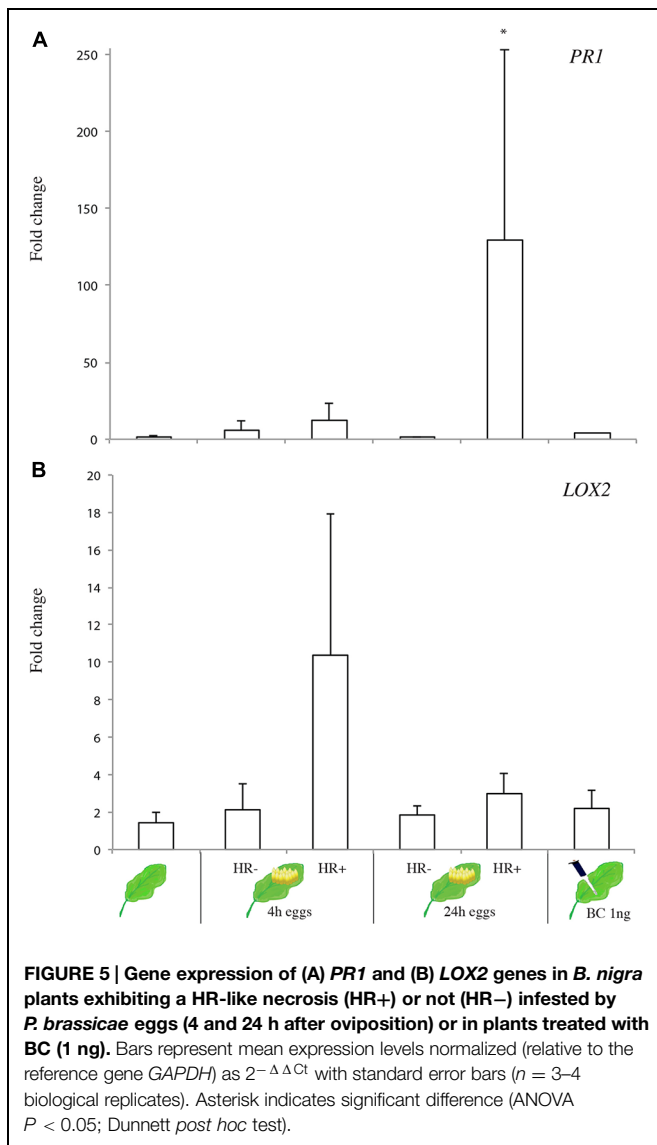 A
*
PR1
250
200
150
100
50
0
Fold change
B
LOX2
20
18
16
14
12
10
8
6
4
2
0
Fold change
HR- HR+ HR- HR+
4h eggs 24h eggs BC 1ng
FIGURE 5 | Gene expression of (A) PR1 and (B) LOX2 genes in B. nigra
plants exhibiting a HR-like necrosis (HR+) or not (HR−) infested by
P. brassicae eggs (4 and 24 h after oviposition) or in plants treated with
BC (1 ng). Bars represent mean expression levels normalized (relative to the
reference gene GAPDH) as 2−ΔΔCt with standard error bars (n = 3–4
biological replicates). Asterisk indicates significant difference (ANOVA
P < 0.05; Dunnett post hoc test).